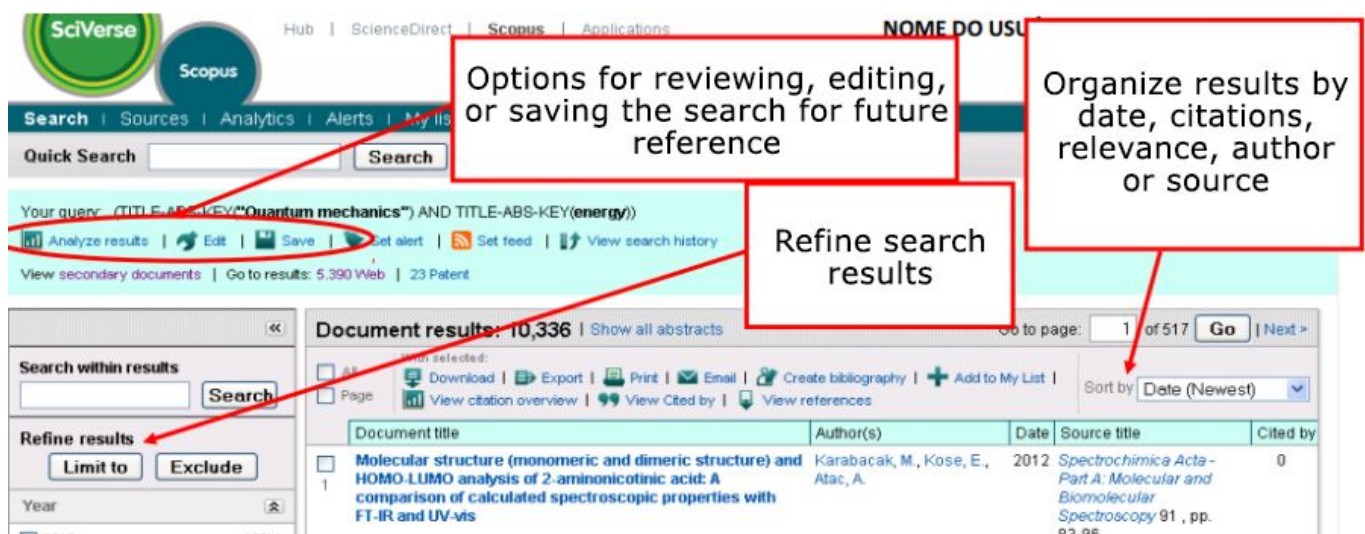 SciVerse
Scopus
Hub | ScienceDirect | Scopus | Applications
NOME DO
Options for reviewing, editing,
or saving the search for future
reference
Organize results by
date, citations,
relevance, author
or source
Search | Sources | Analytics | Alerts |
Quick Search
Search
Your query: (TITLE-ABS-KEY("Quantum mechanics") AND TITLE-ABS-KEY(energy))
Analyze results | Edit | Save | Set alert | Set feed | View search history
View secondary documents | Go to results: 5.390 Web | 23 Patent
Refine search
results
Document results: 10,336 | Show all abstracts
Go to page: 1 of 517 Go | Next >
Search within results
Search
Refine results
Limit to Exclude
Year
All
Page
With selected:
Download | Export | Print | Email | Create bibliography | Add to My List |
View citation overview | View Cited by | View references
Sort by Date (Newest)
Document title Author(s) Date Source title Cited by
1
Molecular structure (monomeric and dimeric structure) and
HOMO-LUMO analysis of 2-aminonicotinic acid: A
comparison of calculated spectroscopic properties with
FT-IR and UV-vis
Karabacak, M., Kose, E.,
Atac, A.
2012
Spectrochimica Acta -
Part A: Molecular and
Biomolecular
Spectroscopy 91 , pp.
0